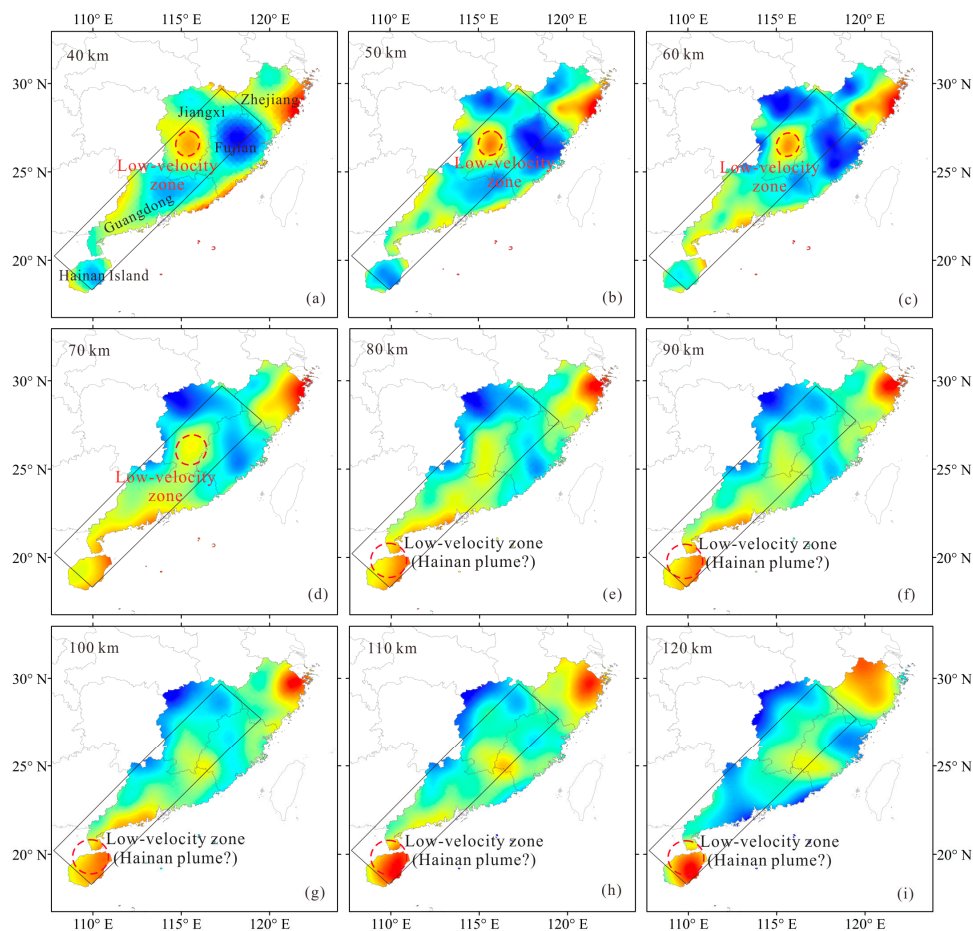 110° E 115° E 120° E 110° E 115° E 120° E 110° E 115° E 120° E
40 km
Zhejiang
Jiangxi
Fujian
Low-velocity
zone
Guangdong
Hainan Island
(a)
50 km
Low-velocity
zone
(b)
60 km
Low-velocity
zone
(c)
30° N
25° N
20° N
30° N
25° N
20° N
70 km
Low-velocity
zone
(d)
80 km
Low-velocity zone
(Hainan plume?)
(e)
90 km
Low-velocity zone
(Hainan plume?)
(f)
30° N
25° N
20° N
30° N
25° N
20° N
100 km
Low-velocity zone
(Hainan plume?)
(g)
110 km
Low-velocity zone
(Hainan plume?)
(h)
120 km
Low-velocity zone
(Hainan plume?)
(i)
30° N
25° N
20° N
30° N
25° N
20° N
110° E 115° E 120° E 110° E 115° E 120° E 110° E 115° E 120° E